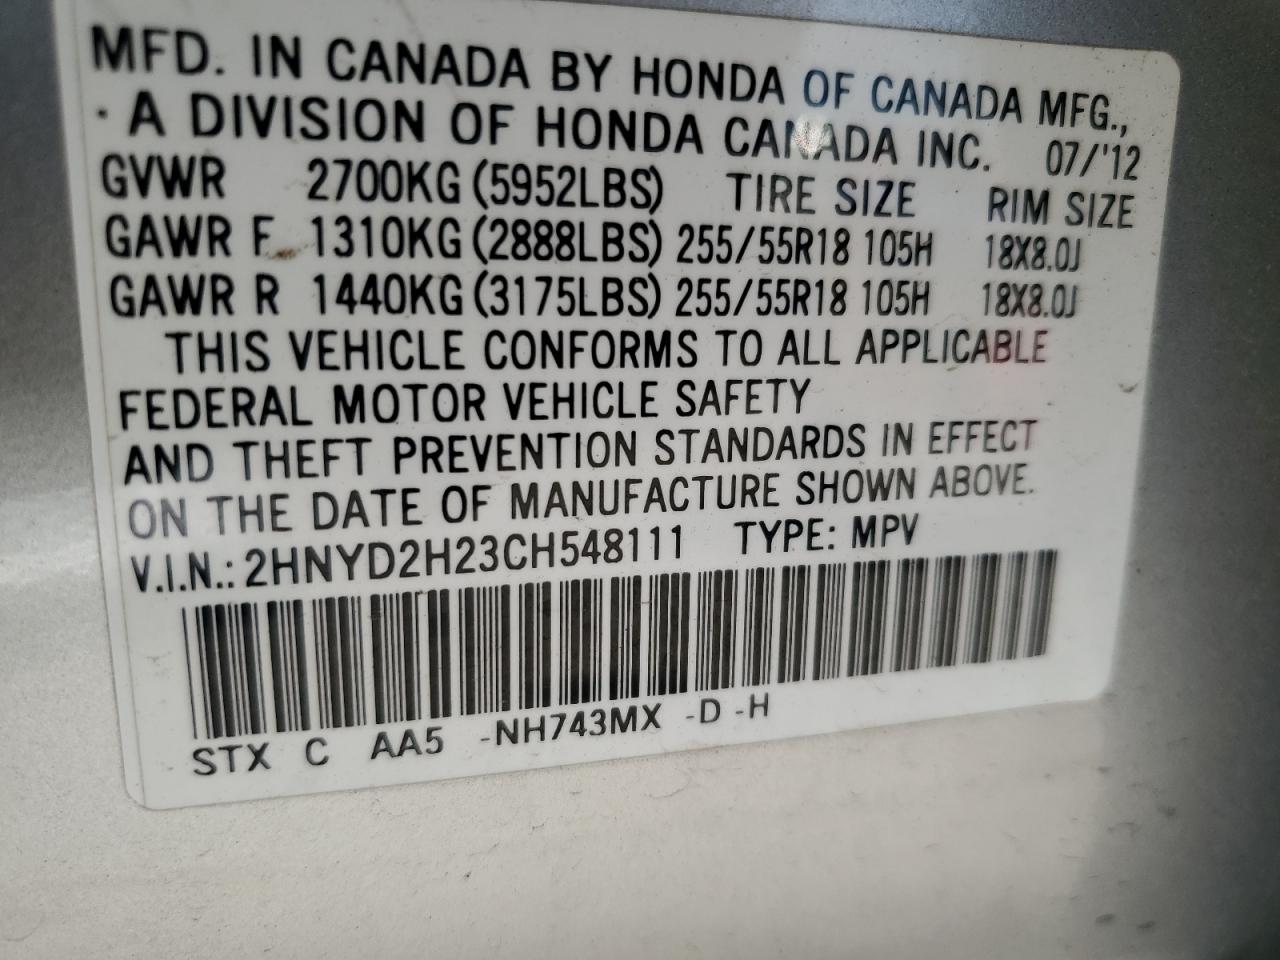 MFD. IN CANADA BY HONDA OF CANADA MFG.,
· A DIVISION OF HONDA CANADA INC. 07/'12
GVWR 2700KG (5952LBS) TIRE SIZE RIM SIZE
GAWR F 1310KG (2888LBS) 255/55R18 105H 18X8.0J
GAWR R 1440KG (3175LBS) 255/55R18 105H 18X8.0J
THIS VEHICLE CONFORMS TO ALL APPLICABLE
FEDERAL MOTOR VEHICLE SAFETY
AND THEFT PREVENTION STANDARDS IN EFFECT
ON THE DATE OF MANUFACTURE SHOWN ABOVE.
V.I.N.: 2HNYD2H23CH548111 TYPE: MPV
STX C AA5 -NH743MX -D -H